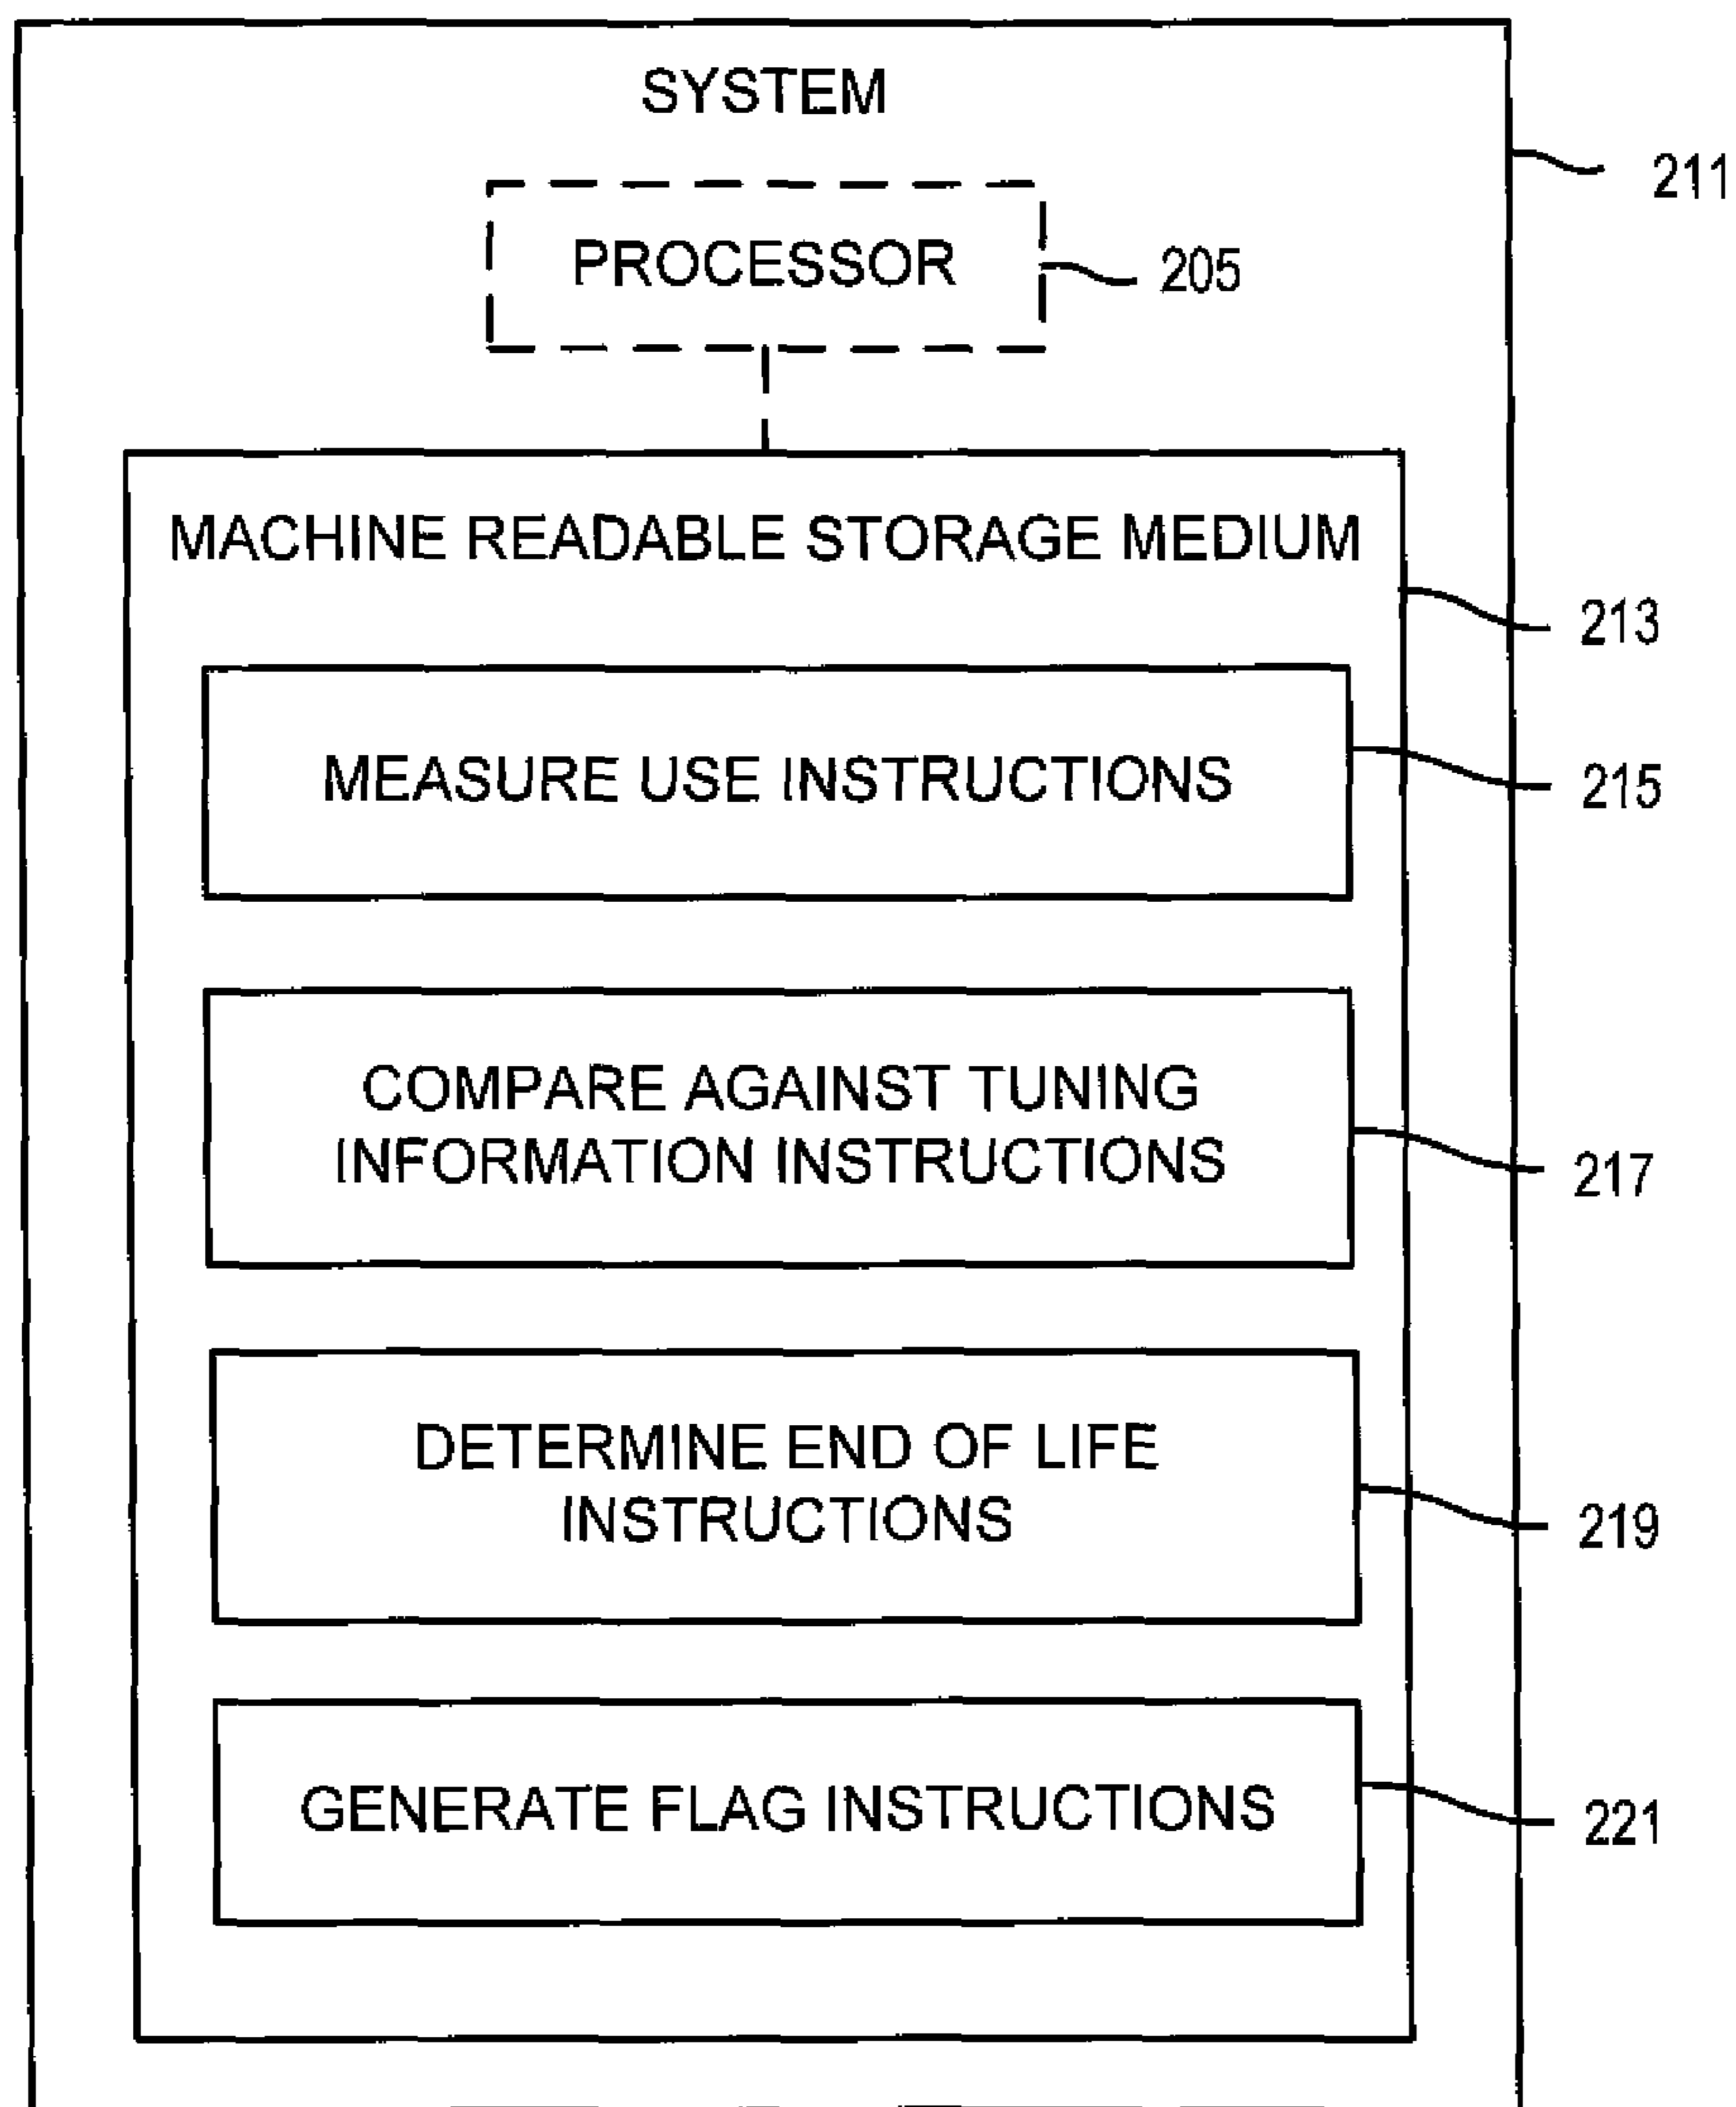 SYSTEM
211
PROCESSOR
205
MACHINE READABLE STORAGE MEDIUM
213
MEASURE USE INSTRUCTIONS
215
COMPARE AGAINST TUNING
INFORMATION INSTRUCTIONS
217
DETERMINE END OF LIFE
INSTRUCTIONS
219
GENERATE FLAG INSTRUCTIONS
221